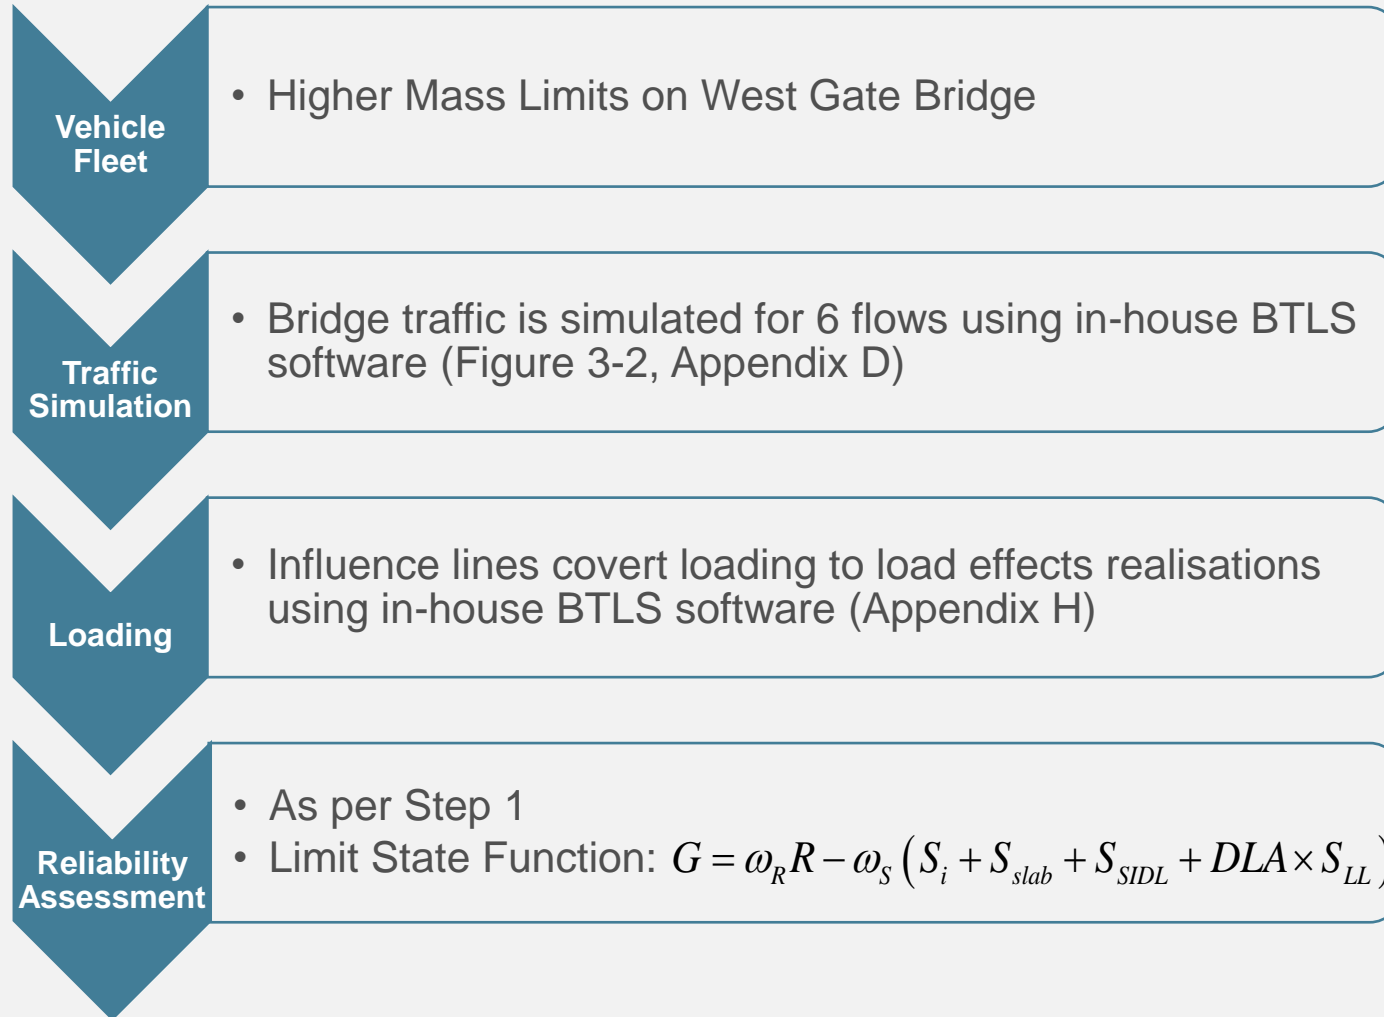 Vehicle
Fleet
• Higher Mass Limits on West Gate Bridge
Traffic
Simulation
• Bridge traffic is simulated for 6 flows using in-house BTLS
software (Figure 3-2, Appendix D)
Loading
• Influence lines covert loading to load effects realisations
using in-house BTLS software (Appendix H)
Reliability
Assessment
• As per Step 1
• Limit State Function: G = ω_R R − ω_S (S_i + S_slab + S_SIDL + DLA × S_LL)